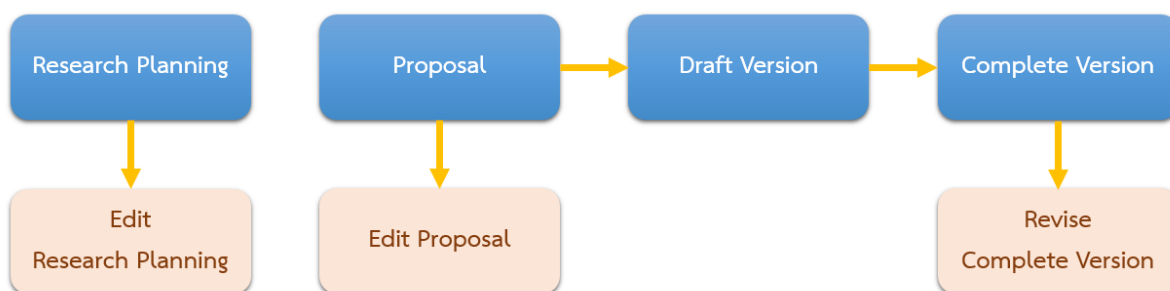 Research Planning
Proposal
Draft Version
Complete Version
Edit
Research Planning
Edit Proposal
Revise
Complete Version